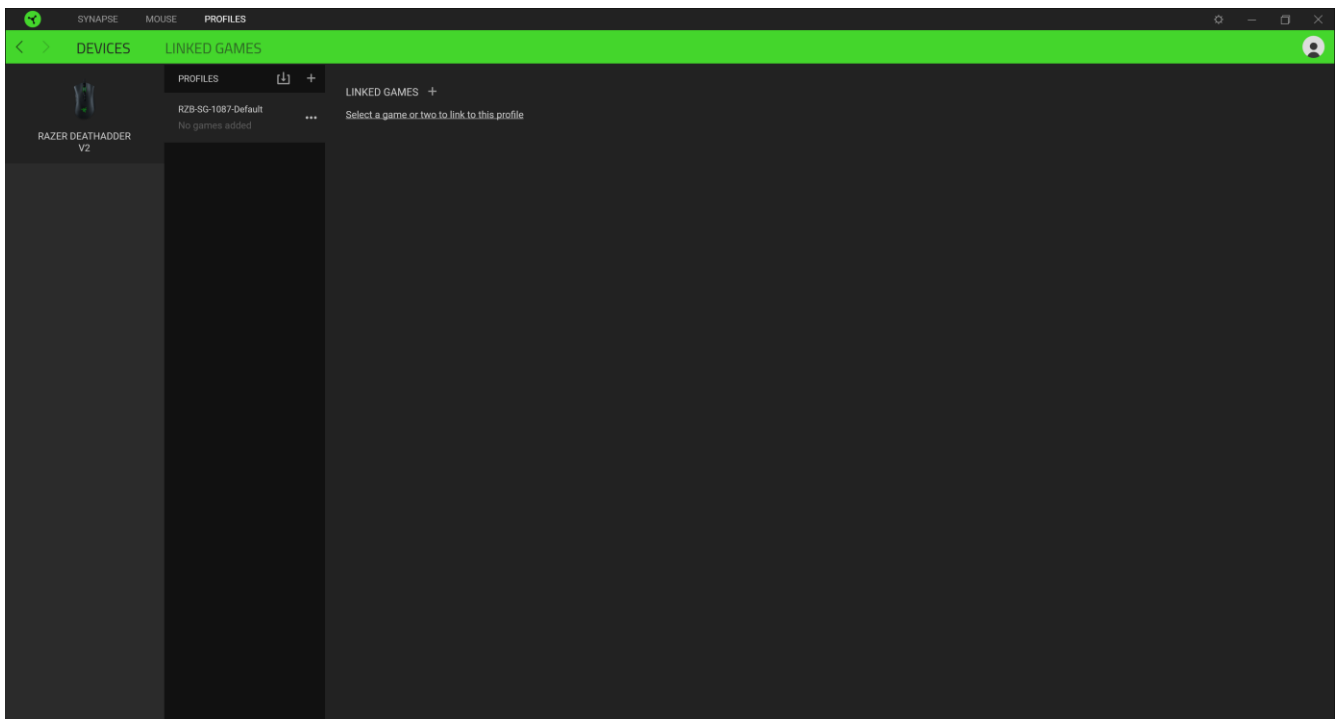 SYNAPSE MOUSE PROFILES
DEVICES LINKED GAMES
RAZER DEATHADDER
V2
PROFILES
RZB-SG-1087-Default
No games added
LINKED GAMES
Select a game or two to link to this profile